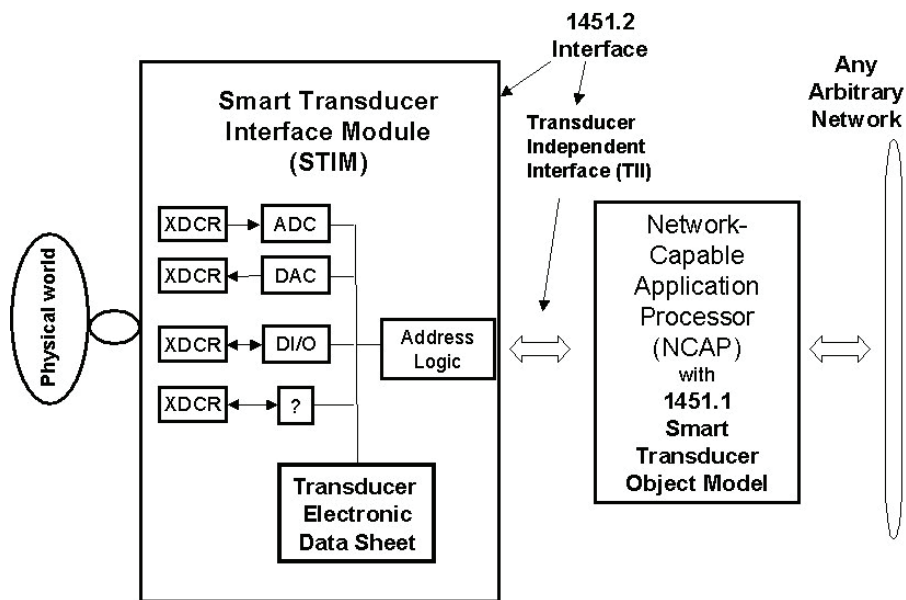 1451.2
Interface
Any
Arbitrary
Network
Smart Transducer
Interface Module
(STIM)
Transducer
Independent
Interface (TII)
Physical world
XDCR
ADC
XDCR
DAC
XDCR
DI/O
XDCR
?
Address
Logic
Transducer
Electronic
Data Sheet
Network-
Capable
Application
Processor
(NCAP)
with
1451.1
Smart
Transducer
Object Model